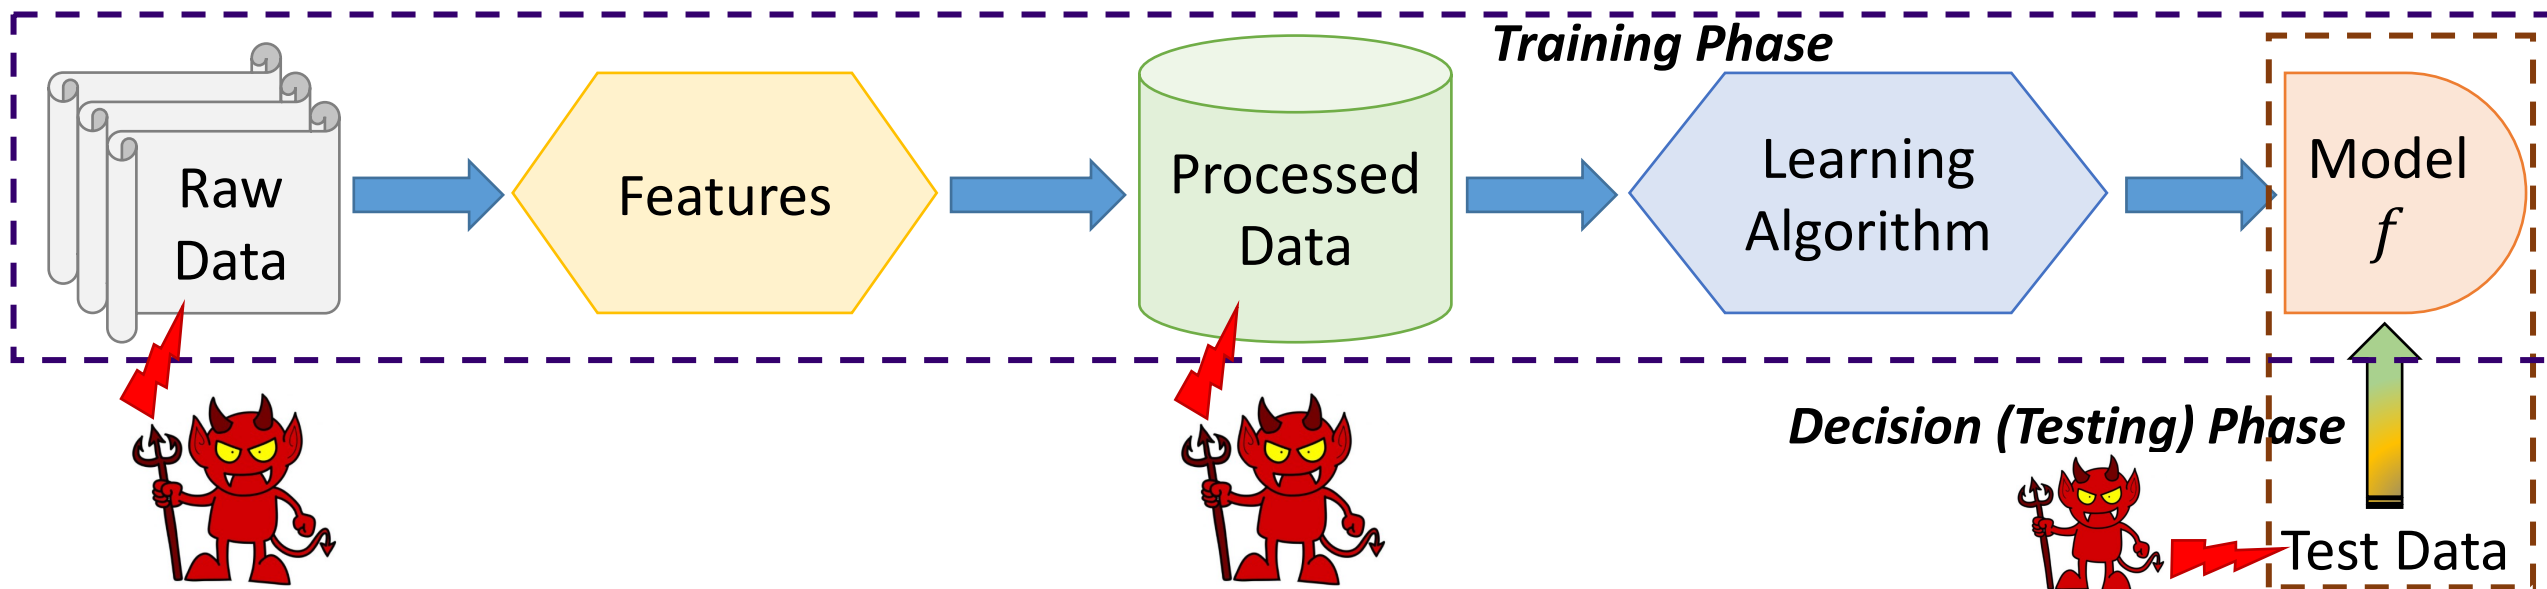 Training Phase
Raw
Data
Features
Processed
Data
Learning
Algorithm
Model
f
Decision (Testing) Phase
Test Data